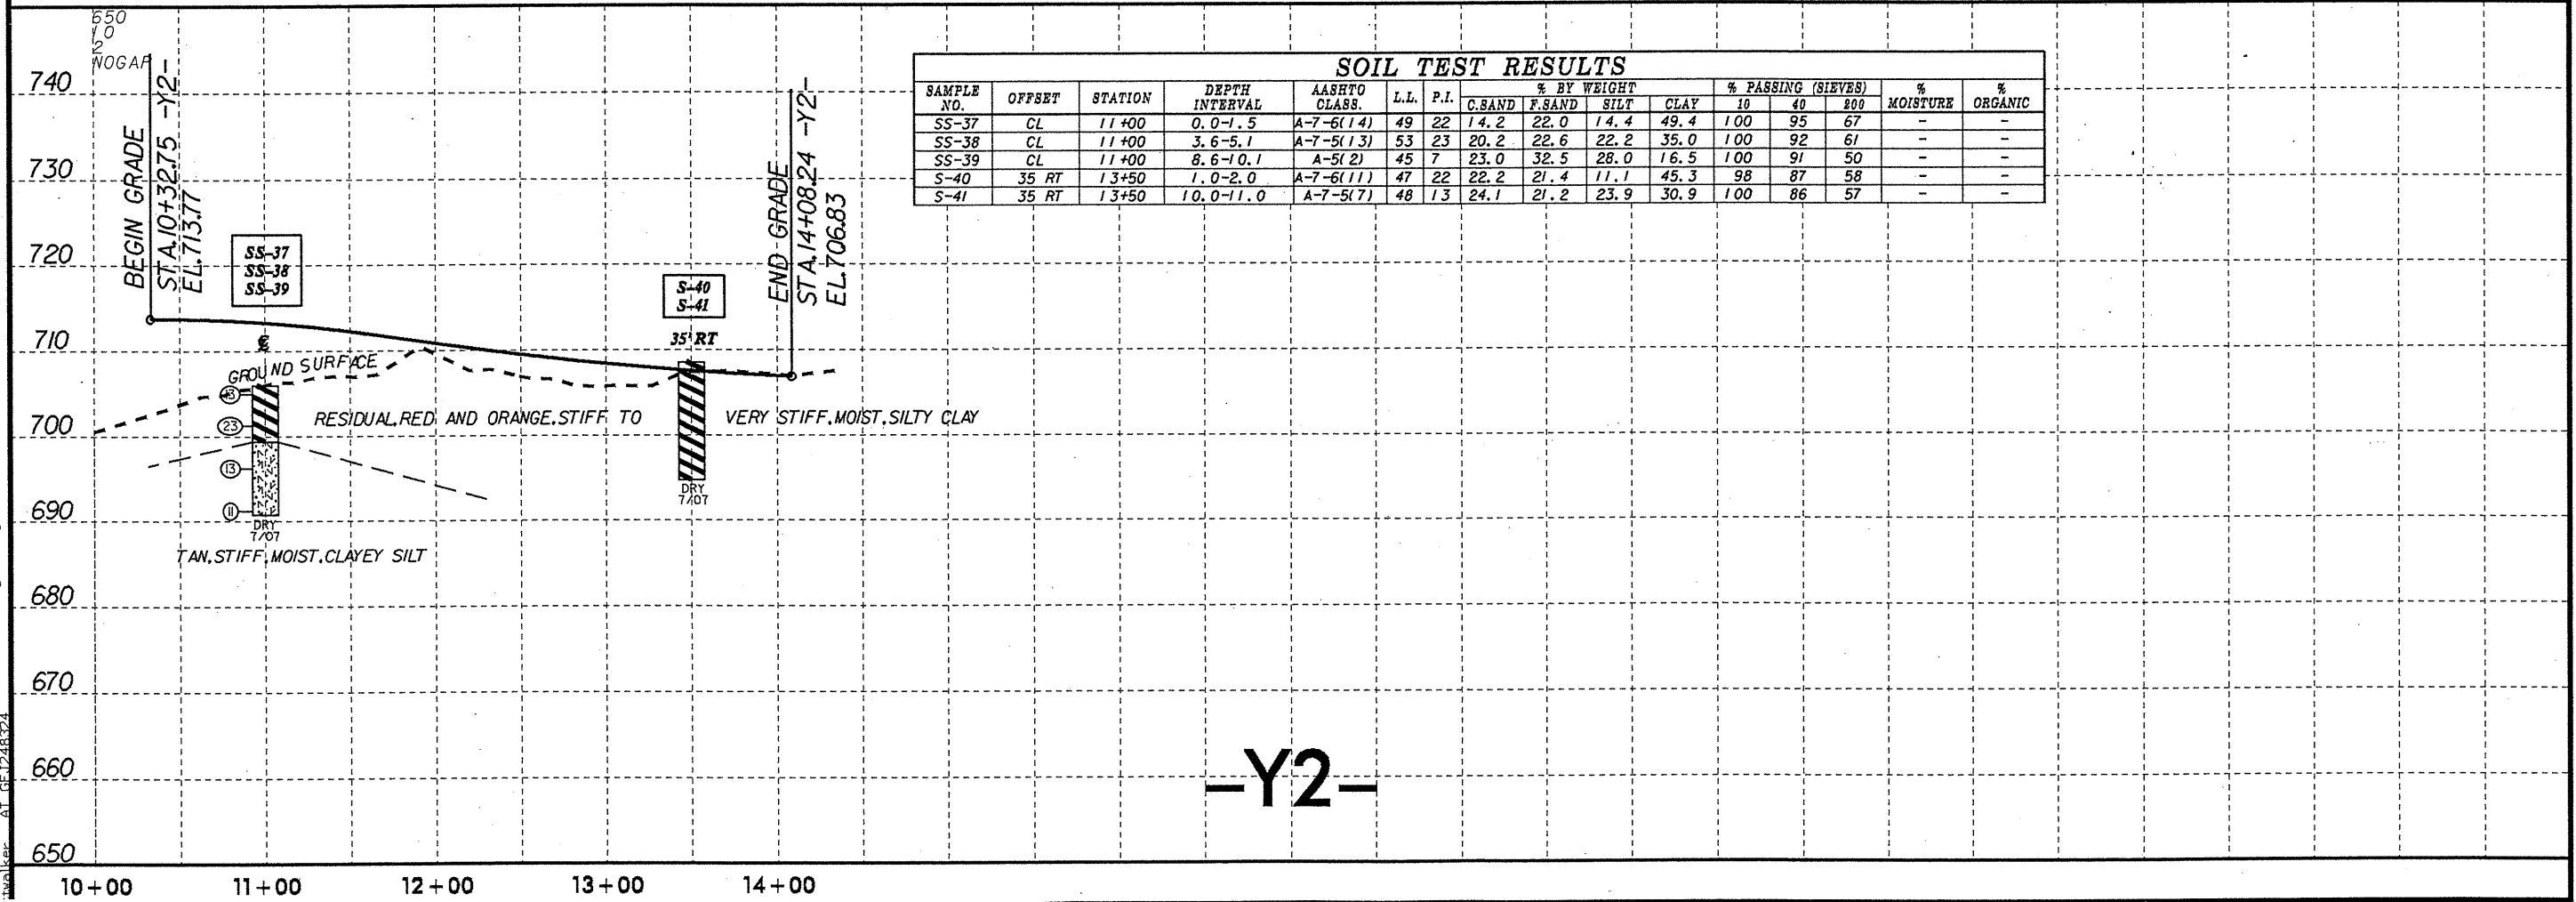 650
10
2
NOGAP
740
730
720
710
700
690
680
670
660
650
BEGIN GRADE
STA.10+32.75 -Y2-
EL.713.77
SS-37
SS-38
SS-39
GROUND SURFACE
23
13
11
DRY
7/07
TAN,STIFF,MOIST,CLAYEY SILT
RESIDUAL,RED AND ORANGE,STIFF TO VERY STIFF,MOIST,SILTY CLAY
S-40
S-41
35' RT
DRY
7/07
END GRADE
STA.14+08.24 -Y2-
EL.706.83
SOIL TEST RESULTS
SAMPLE NO. OFFSET STATION DEPTH INTERVAL AASHTO CLASS. L.L. P.I. % BY WEIGHT C.SAND F.SAND SILT CLAY % PASSING (SIEVES) 10 40 200 % MOISTURE % ORGANIC
SS-37 CL 11+00 0.0-1.5 A-7-6(14) 49 22 14.2 22.0 14.4 49.4 100 95 67 - -
SS-38 CL 11+00 3.6-5.1 A-7-5(13) 53 23 20.2 22.6 22.2 35.0 100 92 61 - -
SS-39 CL 11+00 8.6-10.1 A-5(2) 45 7 23.0 32.5 28.0 16.5 100 91 50 - -
S-40 35 RT 13+50 1.0-2.0 A-7-6(11) 47 22 22.2 21.4 11.1 45.3 98 87 58 - -
S-41 35 RT 13+50 10.0-11.0 A-7-5(7) 48 13 24.1 21.2 23.9 30.9 100 86 57 - -
-Y2-
10+00 11+00 12+00 13+00 14+00